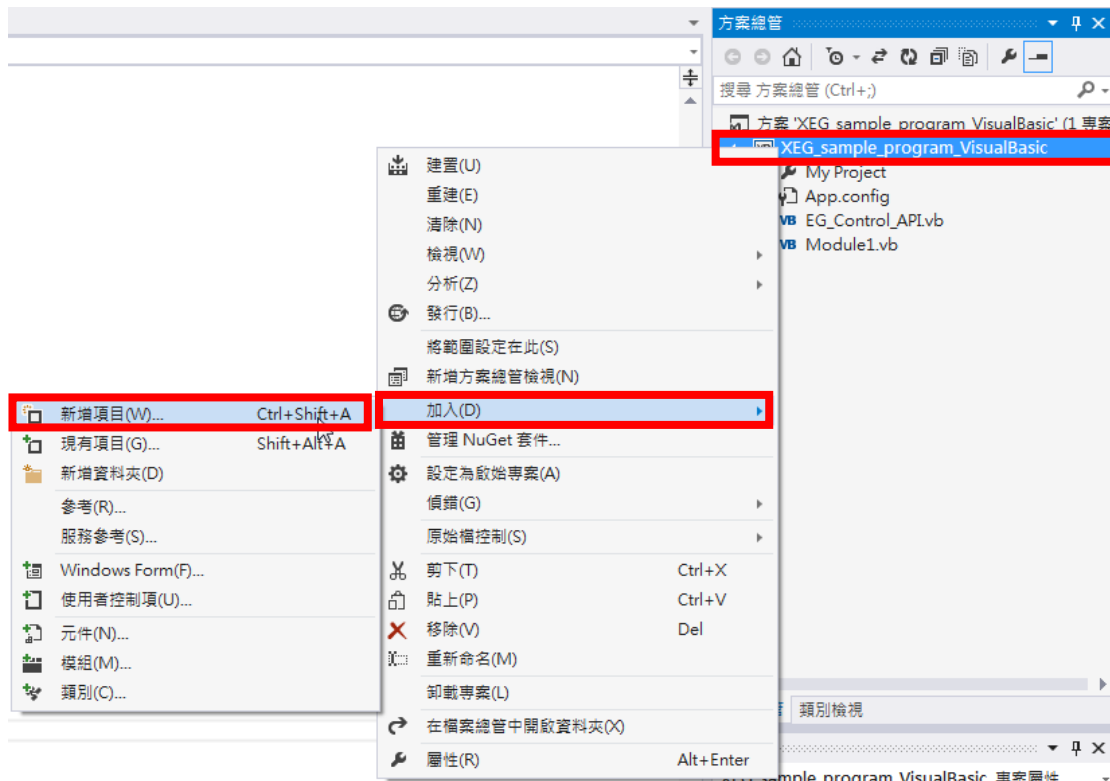 方案總管
搜尋 方案總管 (Ctrl+;)
方案 'XEG_sample_program_VisualBasic' (1 專案
XEG_sample_program_VisualBasic
My Project
App.config
VB EG_Control_API.vb
VB Module1.vb
建置(U)
重建(E)
清除(N)
檢視(W)
分析(Z)
發行(B)...
將範圍設定在此(S)
新增方案總管檢視(N)
加入(D)
管理 NuGet 套件...
設定為啟始專案(A)
偵錯(G)
原始檔控制(S)
剪下(T) Ctrl+X
貼上(P) Ctrl+V
移除(V) Del
重新命名(M)
卸載專案(L)
在檔案總管中開啟資料夾(X)
屬性(R) Alt+Enter
新增項目(W)... Ctrl+Shift+A
現有項目(G)... Shift+Alt+A
新增資料夾(D)
參考(R)...
服務參考(S)...
Windows Form(F)...
使用者控制項(U)...
元件(N)...
模組(M)...
類別(C)...
類別檢視
sample_program_VisualBasic 專案屬性